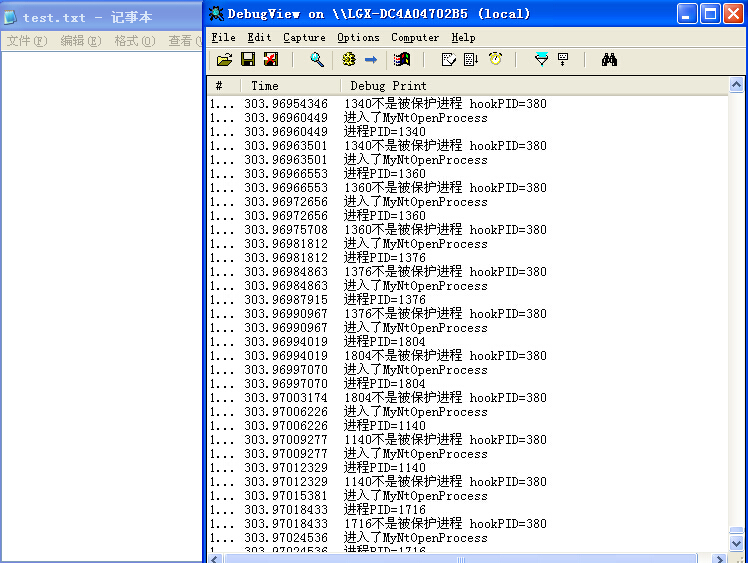 test.txt - 记事本
文件(F) 编辑(E) 格式(O) 查看(
DebugView on \\LGX-DC4A04702B5 (local)
File Edit Capture Options Computer Help
# Time Debug Print
1... 303.96954346 1340不是被保护进程 hookPID=380
1... 303.96960449 进入了MyNtOpenProcess
1... 303.96960449 进程PID=1340
1... 303.96963501 1340不是被保护进程 hookPID=380
1... 303.96963501 进入了MyNtOpenProcess
1... 303.96966553 进程PID=1360
1... 303.96966553 1360不是被保护进程 hookPID=380
1... 303.96972656 进入了MyNtOpenProcess
1... 303.96972656 进程PID=1360
1... 303.96975708 1360不是被保护进程 hookPID=380
1... 303.96981812 进入了MyNtOpenProcess
1... 303.96981812 进程PID=1376
1... 303.96984863 1376不是被保护进程 hookPID=380
1... 303.96984863 进入了MyNtOpenProcess
1... 303.96987915 进程PID=1376
1... 303.96990967 1376不是被保护进程 hookPID=380
1... 303.96990967 进入了MyNtOpenProcess
1... 303.96994019 进程PID=1804
1... 303.96994019 1804不是被保护进程 hookPID=380
1... 303.96997070 进入了MyNtOpenProcess
1... 303.96997070 进程PID=1804
1... 303.97003174 1804不是被保护进程 hookPID=380
1... 303.97006226 进入了MyNtOpenProcess
1... 303.97006226 进程PID=1140
1... 303.97009277 1140不是被保护进程 hookPID=380
1... 303.97009277 进入了MyNtOpenProcess
1... 303.97012329 进程PID=1140
1... 303.97012329 1140不是被保护进程 hookPID=380
1... 303.97015381 进入了MyNtOpenProcess
1... 303.97018433 进程PID=1716
1... 303.97018433 1716不是被保护进程 hookPID=380
1... 303.97024536 进入了MyNtOpenProcess
1... 303.97024536 进程PID=1716